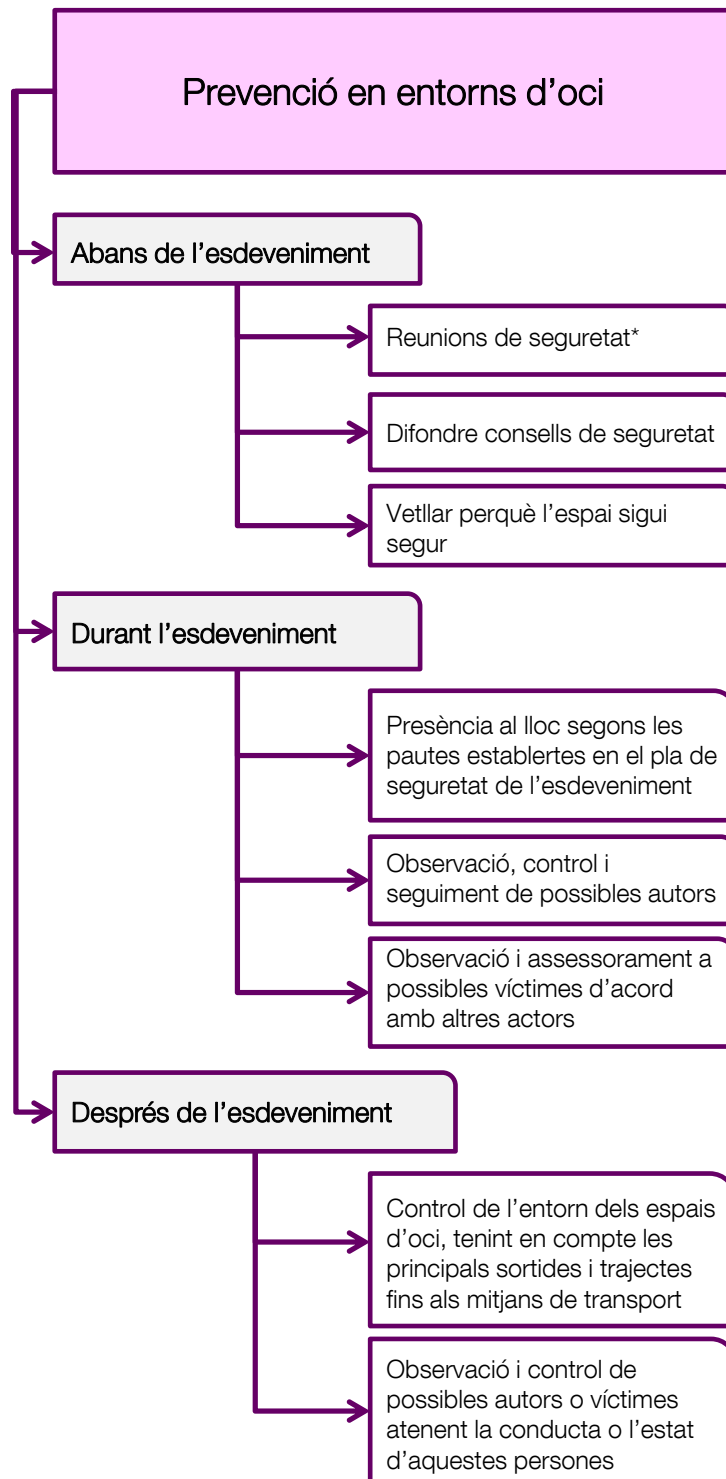 Prevenció en entorns d’oci
Abans de l’esdeveniment
Reunions de seguretat*
Difondre consells de seguretat
Vetllar perquè l’espai sigui
segur
Durant l’esdeveniment
Presència al lloc segons les
pautes establertes en el pla de
seguretat de l’esdeveniment
Observació, control i
seguiment de possibles autors
Observació i assessorament a
possibles víctimes d’acord
amb altres actors
Després de l’esdeveniment
Control de l’entorn dels espais
d’oci, tenint en compte les
principals sortides i trajectes
fins als mitjans de transport
Observació i control de
possibles autors o víctimes
atenent la conducta o l’estat
d’aquestes persones